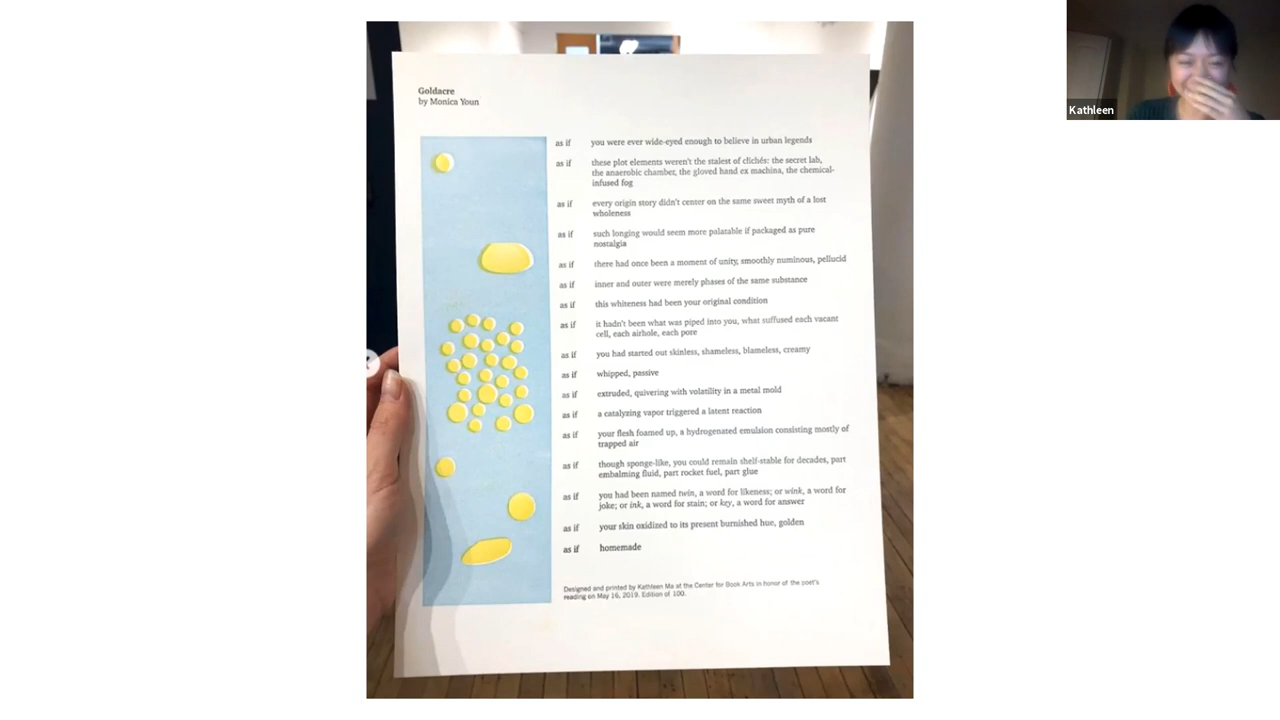 Goldacre
by Monica Youn
as if you were ever wide-eyed enough to believe in urban legends
as if these plot elements weren't the stalest of clichés: the secret lab,
the anaerobic chamber, the gloved hand ex machina, the chemical-
infused fog
as if every origin story didn't center on the same sweet myth of a lost
wholeness
as if such longing would seem more palatable if packaged as pure
nostalgia
as if there had once been a moment of unity, smoothly numinous, pellucid
as if inner and outer were merely phases of the same substance
as if this whiteness had been your original condition
as if it hadn't been what was piped into you, what suffused each vacant
cell, each airhole, each pore
as if you had started out skinless, shameless, blameless, creamy
as if whipped, passive
as if extruded, quivering with volatility in a metal mold
as if a catalyzing vapor triggered a latent reaction
as if your flesh foamed up, a hydrogenated emulsion consisting mostly of
trapped air
as if though sponge-like, you could remain shelf-stable for decades, part
embalming fluid, part rocket fuel, part glue
as if you had been named twin, a word for likeness; or wink, a word for
joke; or ink, a word for stain; or key, a word for answer
as if your skin oxidized to its present burnished hue, golden
as if homemade
Designed and printed by Kathleen Ma at the Center for Book Arts in honor of the poet's
reading on May 16, 2019. Edition of 100.
Kathleen